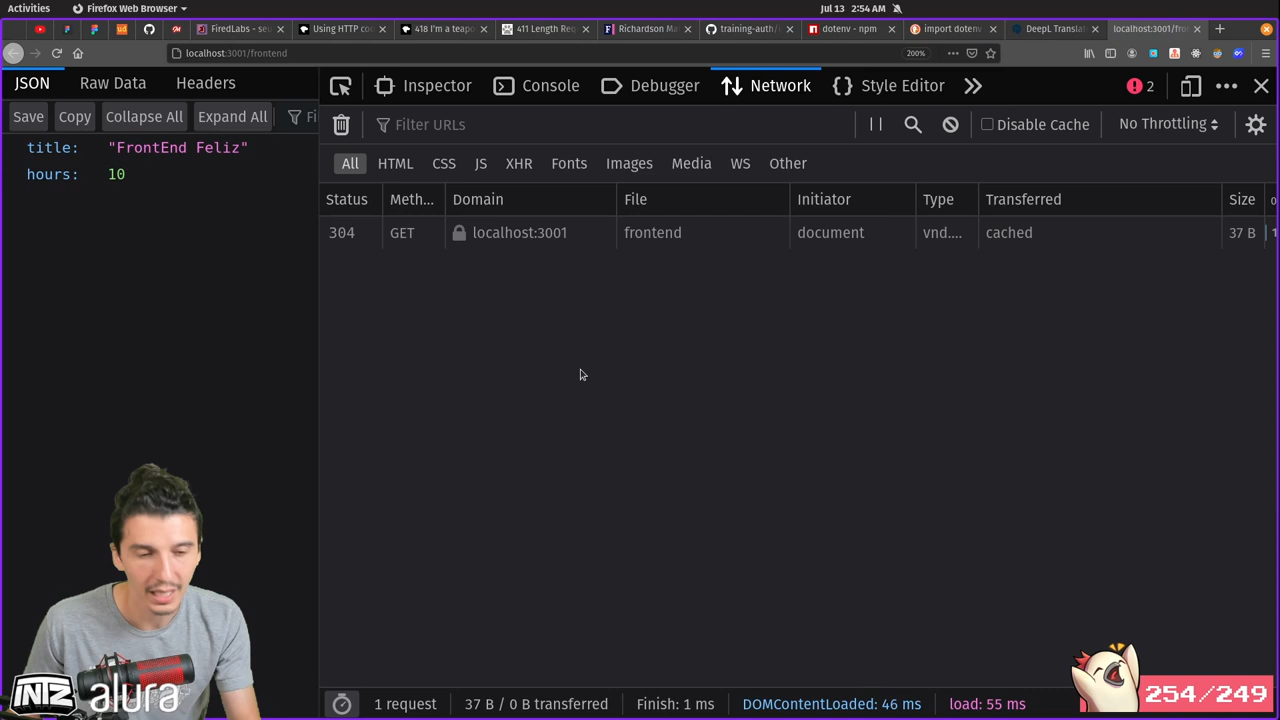 Activities
Firefox Web Browser
Jul 13 2:54 AM
FiredLabs - se
Using HTTP co
418 I'm a teapo
411 Length Re
Richardson Ma
training-auth/
dotenv - npm
import dotenv
DeepL Translat
localhost:3001/fro
localhost:3001/frontend
200%
JSON
Raw Data
Headers
Inspector
Console
Debugger
Network
Style Editor
2
Save
Copy
Collapse All
Expand All
Fi
Filter URLs
Disable Cache
No Throttling
All
HTML
CSS
JS
XHR
Fonts
Images
Media
WS
Other
title: "FrontEnd Feliz"
hours: 10
Status
Meth...
Domain
File
Initiator
Type
Transferred
Size
304
GET
localhost:3001
frontend
document
vnd....
cached
37 B
1 request
37 B / 0 B transferred
Finish: 1 ms
DOMContentLoaded: 46 ms
load: 55 ms
INTZ
alura
254/249